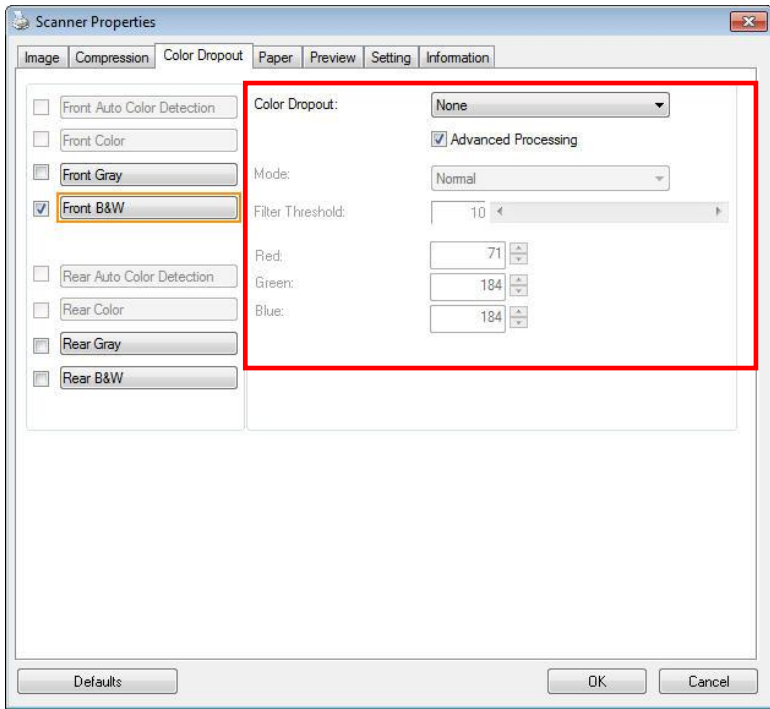 Scanner Properties
Image Compression Color Dropout Paper Preview Setting Information
Front Auto Color Detection
Front Color
Front Gray
Front B&W
Rear Auto Color Detection
Rear Color
Rear Gray
Rear B&W
Color Dropout: None
Advanced Processing
Mode: Normal
Filter Threshold: 10
Red: 71
Green: 184
Blue: 184
Defaults OK Cancel